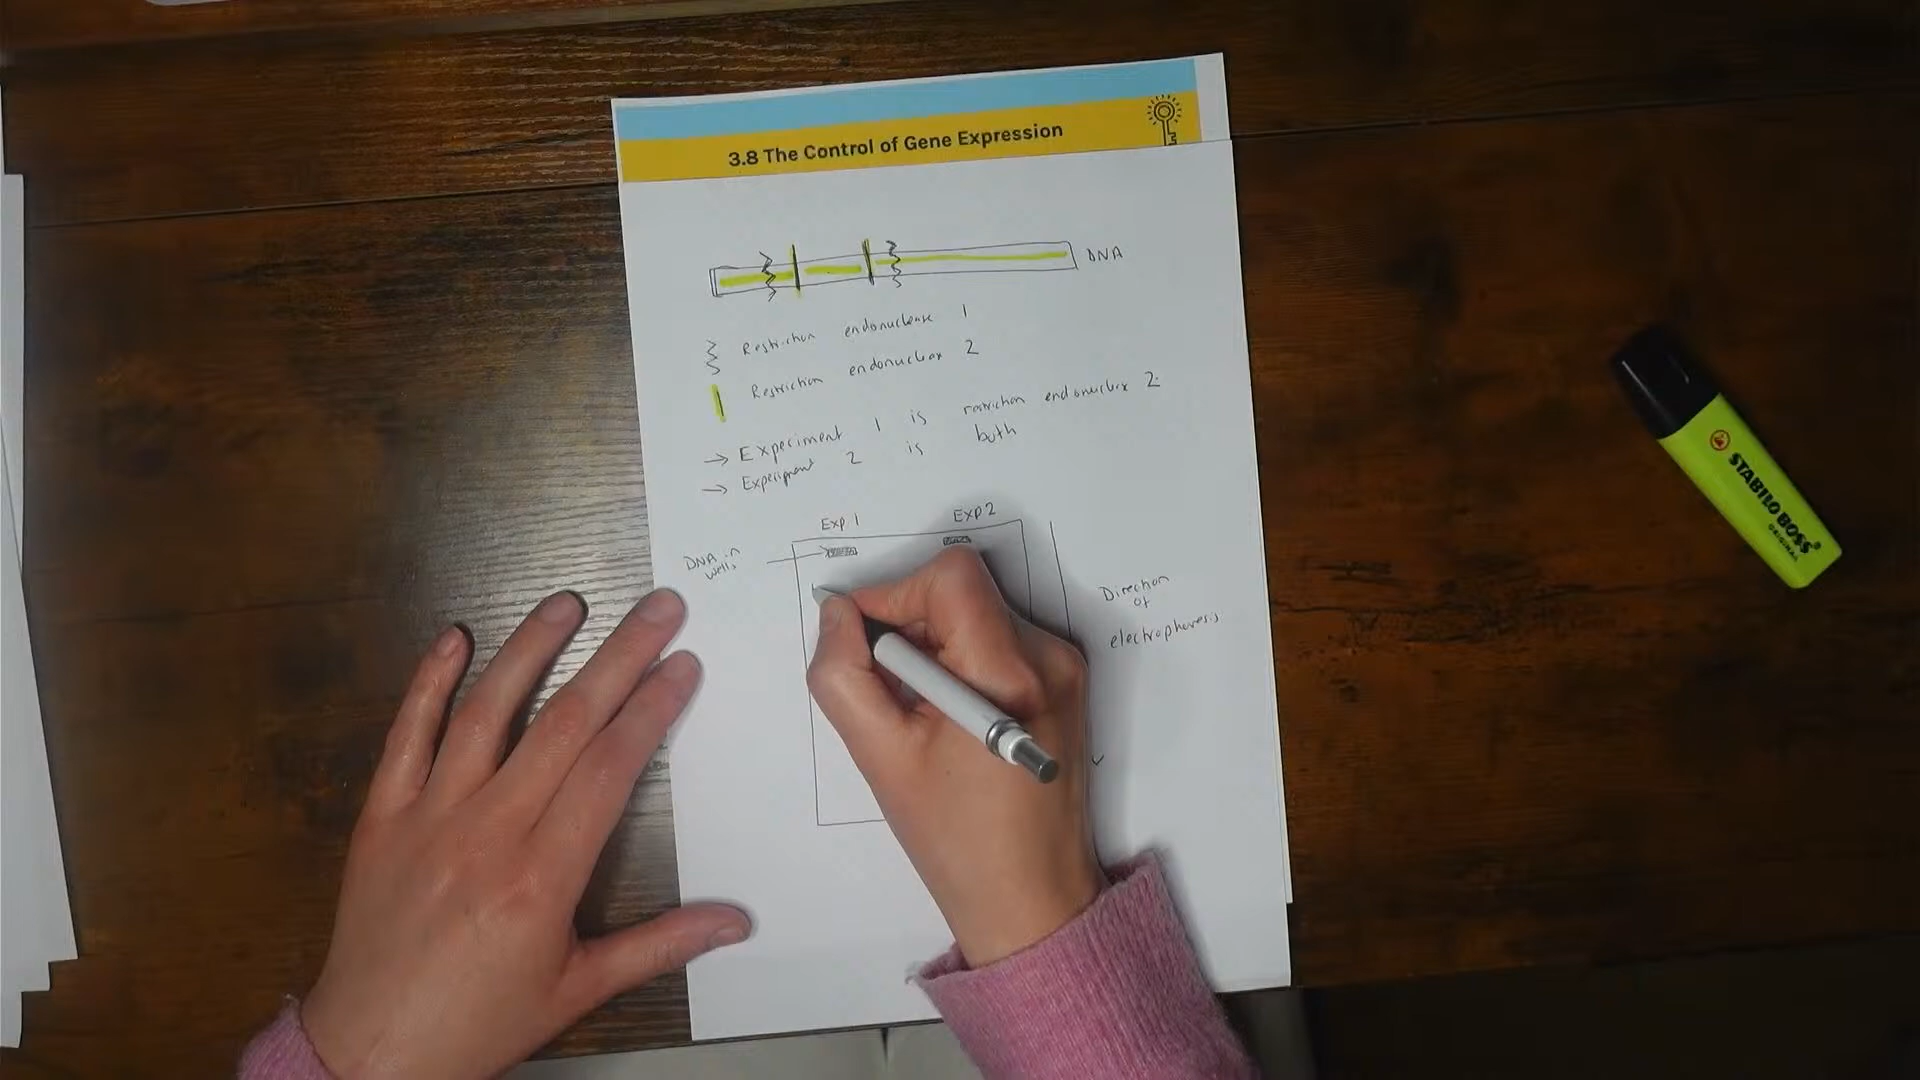 3.8 The Control of Gene Expression
DNA
Restriction endonuclease 1
Restriction endonuclease 2
→ Experiment 1 is restriction endonuclease 2
→ Experiment 2 is both
Exp 1
Exp 2
DNA in
wells
Direction
of
electrophoresis
STABILO BOSS
ORIGINAL